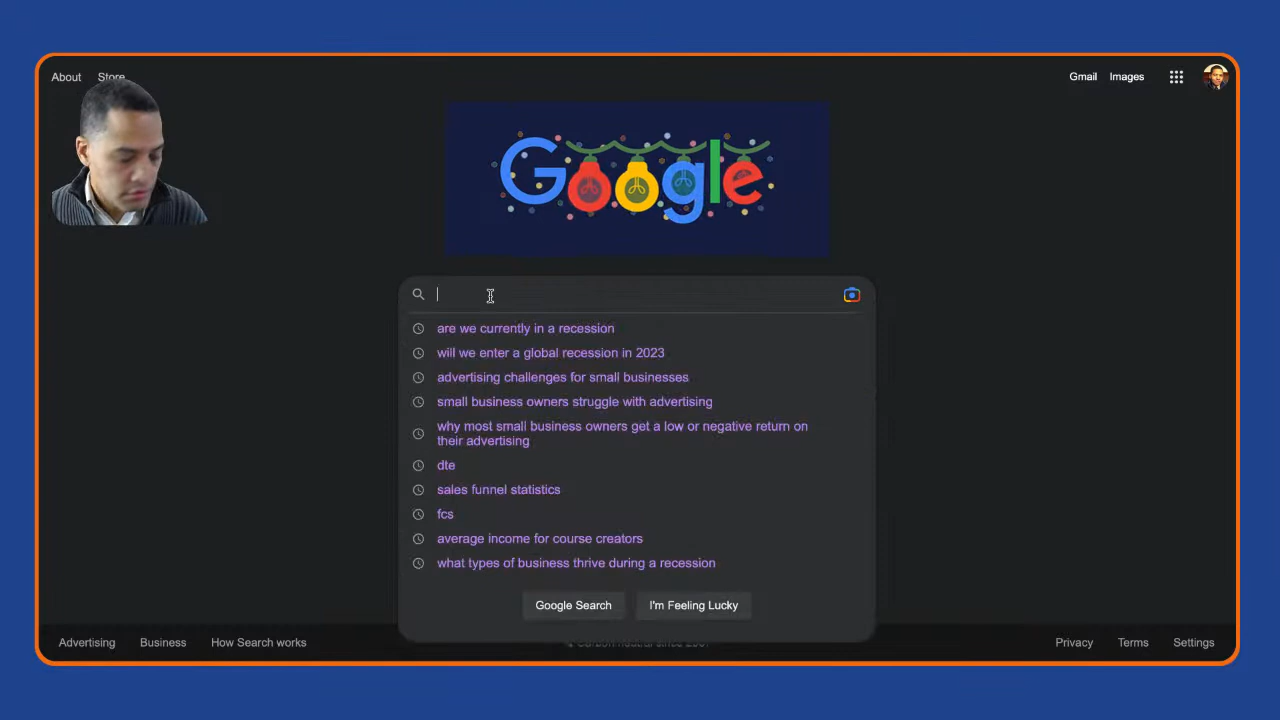 About Store
Gmail Images
Google
are we currently in a recession
will we enter a global recession in 2023
advertising challenges for small businesses
small business owners struggle with advertising
why most small business owners get a low or negative return on
their advertising
dte
sales funnel statistics
fcs
average income for course creators
what types of business thrive during a recession
Google Search I'm Feeling Lucky
Advertising Business How Search works
Privacy Terms Settings